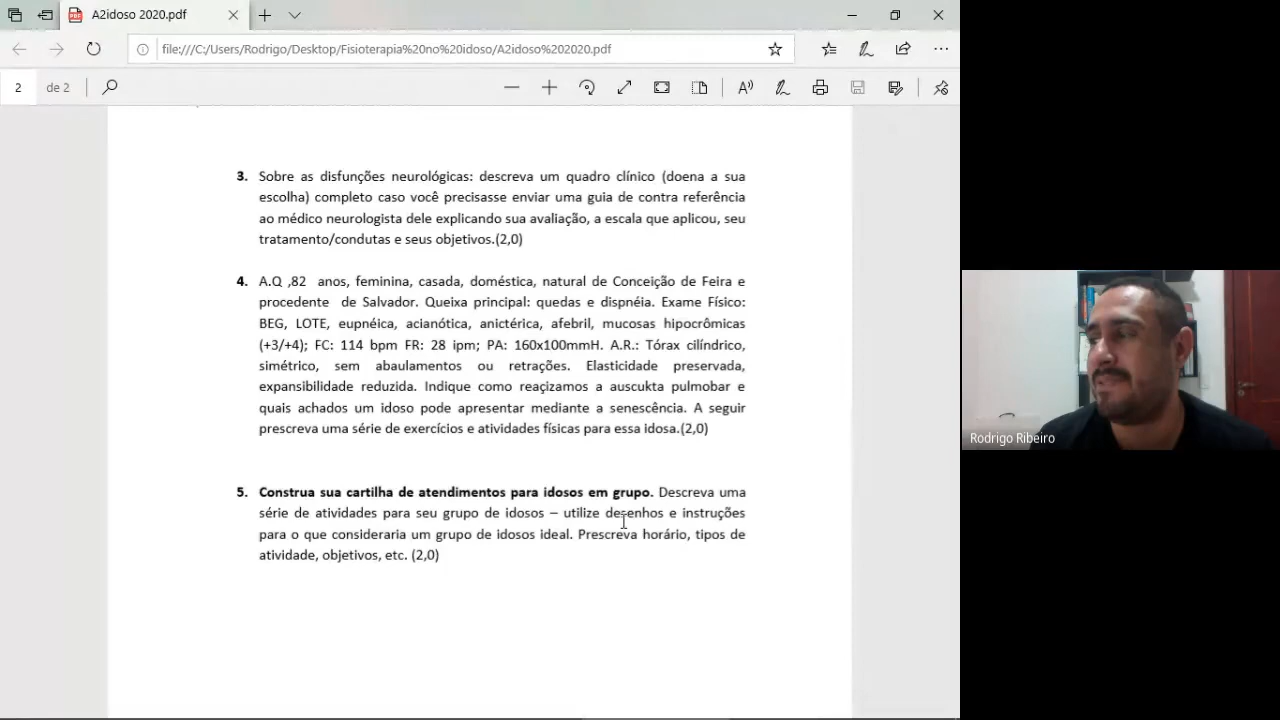 A2idoso 2020.pdf
file:///C:/Users/Rodrigo/Desktop/Fisioterapia%20no%20idoso/A2idoso%202020.pdf
2 de 2
3. Sobre as disfunções neurológicas: descreva um quadro clínico (doena a sua
escolha) completo caso você precisasse enviar uma guia de contra referência
ao médico neurologista dele explicando sua avaliação, a escala que aplicou, seu
tratamento/condutas e seus objetivos.(2,0)
4. A.Q ,82 anos, feminina, casada, doméstica, natural de Conceição de Feira e
procedente de Salvador. Queixa principal: quedas e dispnéia. Exame Físico:
BEG, LOTE, eupnéica, acianótica, anictérica, afebril, mucosas hipocrômicas
(+3/+4); FC: 114 bpm FR: 28 ipm; PA: 160x100mmH. A.R.: Tórax cilíndrico,
simétrico, sem abaulamentos ou retrações. Elasticidade preservada,
expansibilidade reduzida. Indique como reaçizamos a auscukta pulmobar e
quais achados um idoso pode apresentar mediante a senescência. A seguir
prescreva uma série de exercícios e atividades físicas para essa idosa.(2,0)
5. Construa sua cartilha de atendimentos para idosos em grupo. Descreva uma
série de atividades para seu grupo de idosos – utilize desenhos e instruções
para o que consideraria um grupo de idosos ideal. Prescreva horário, tipos de
atividade, objetivos, etc. (2,0)
Rodrigo Ribeiro